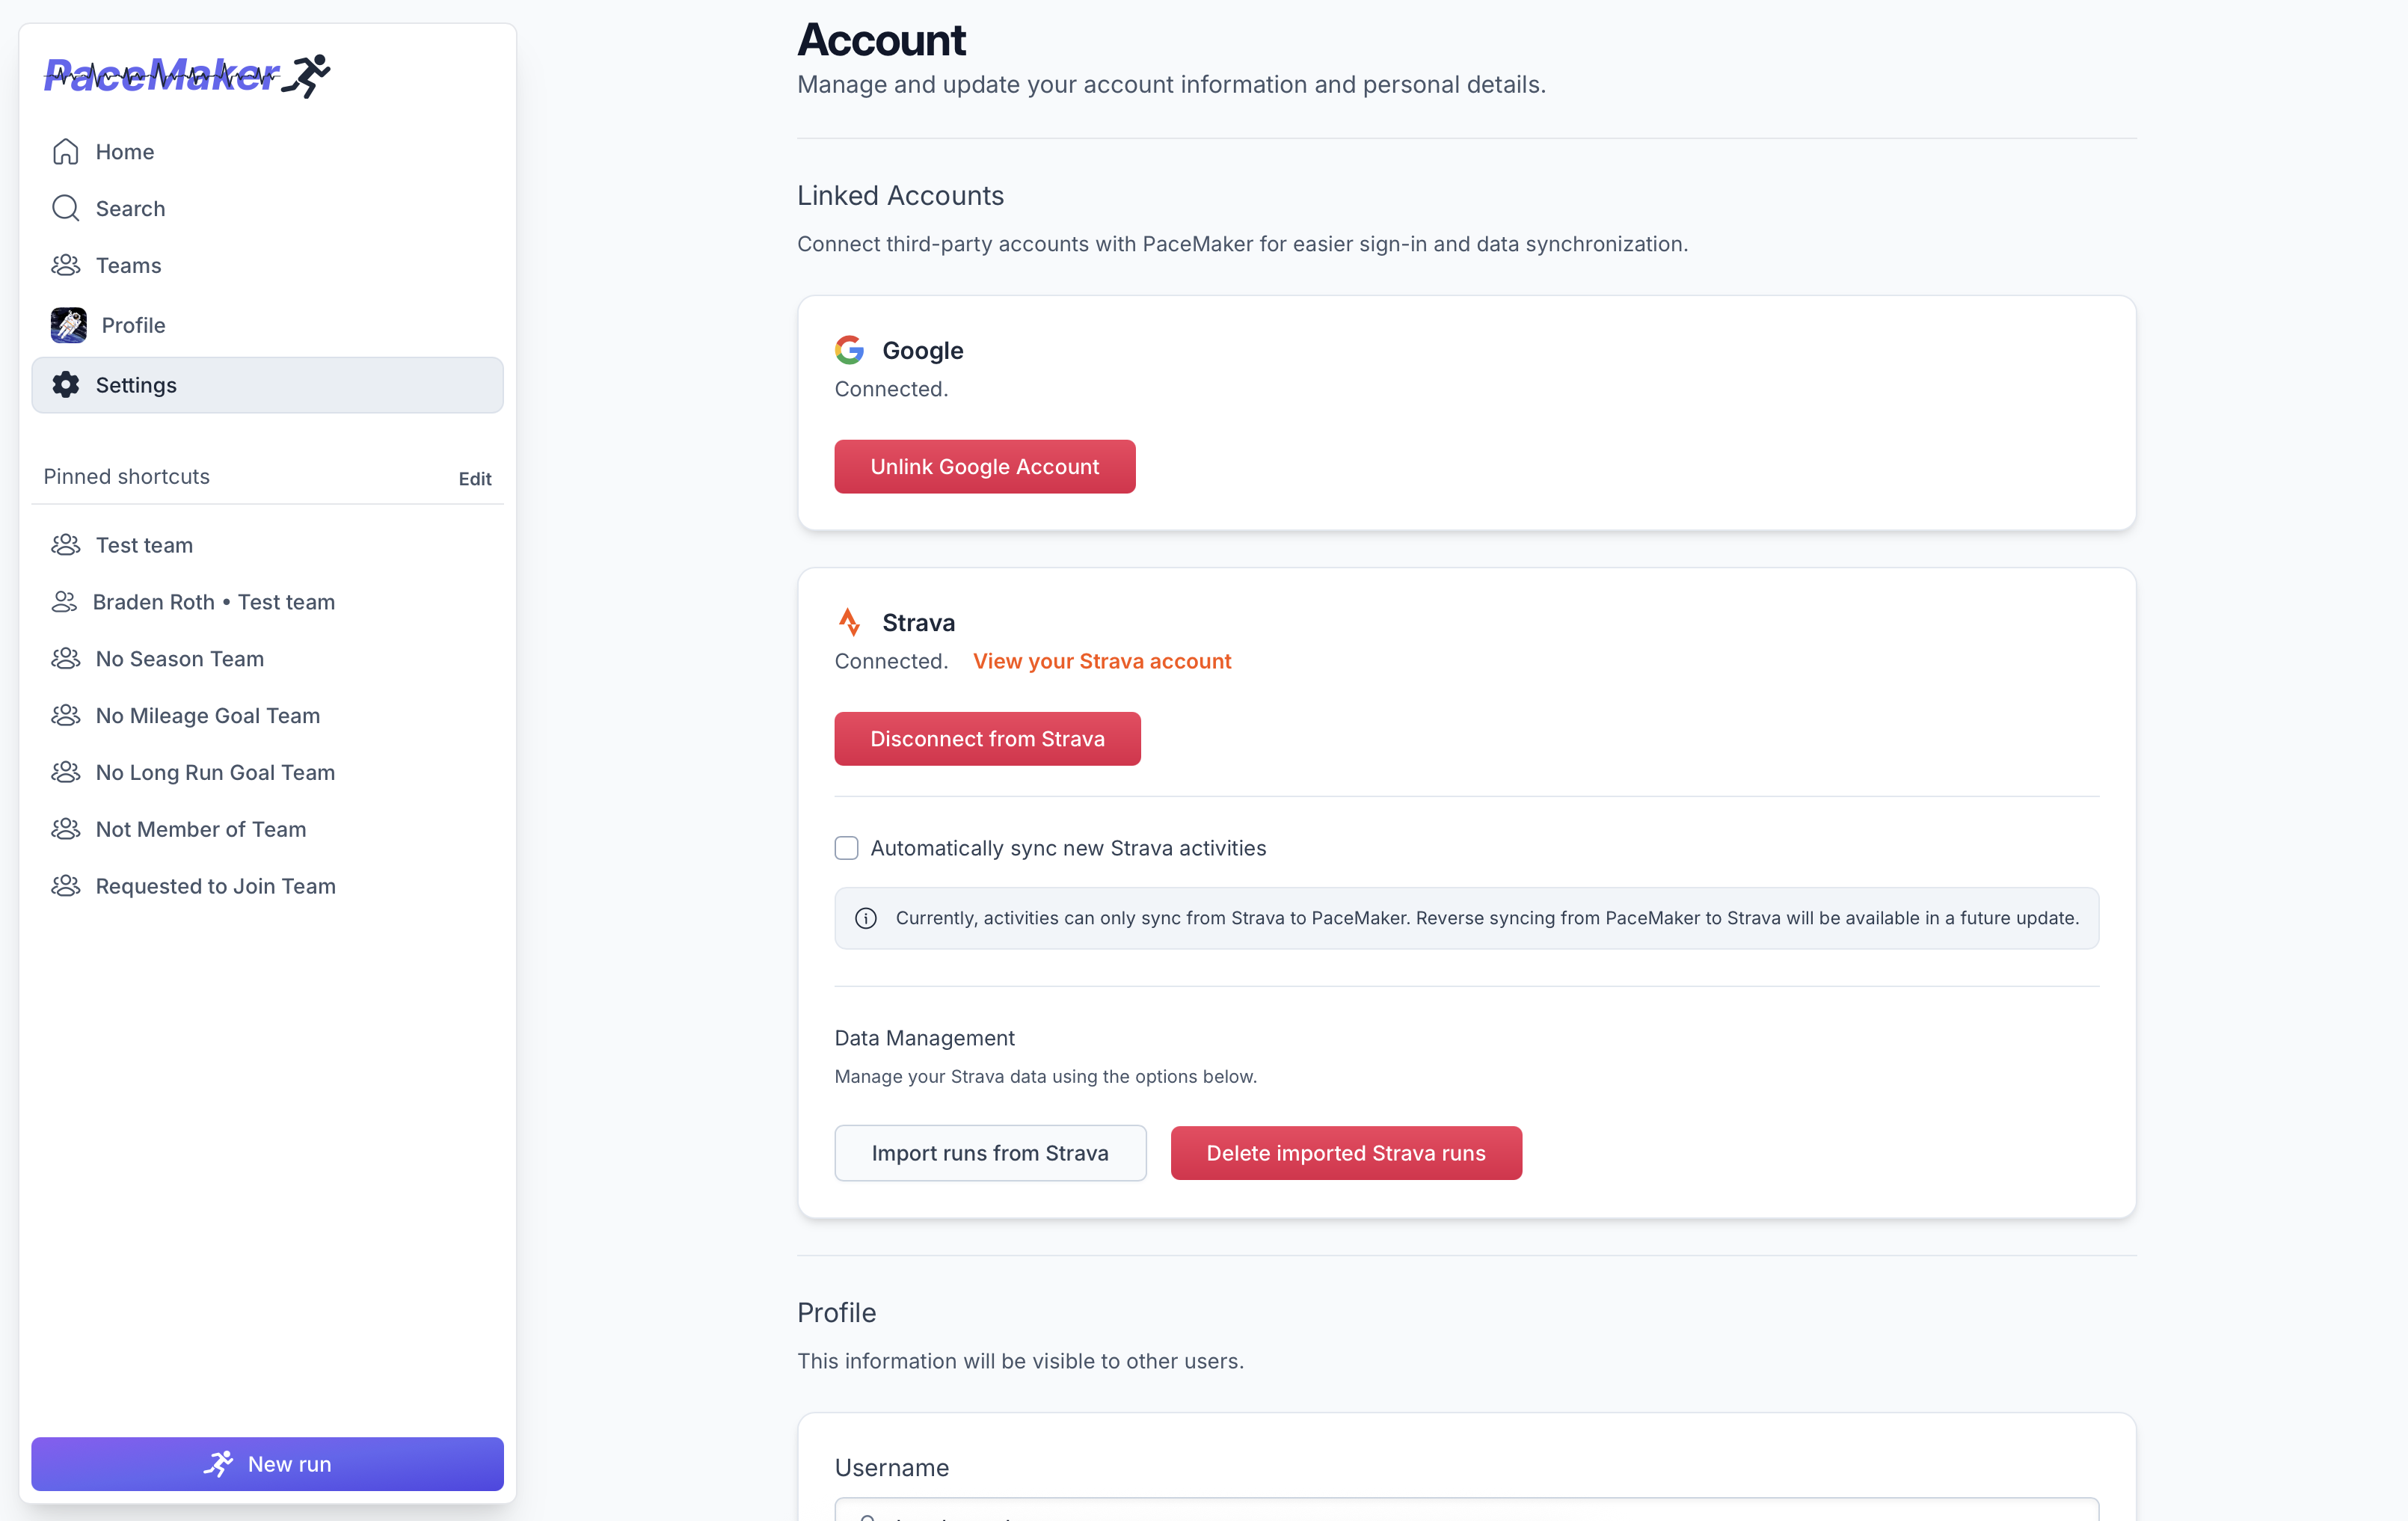 PaceMaker
Home
Search
Teams
Profile
Settings
Pinned shortcuts
Edit
Test team
Braden Roth • Test team
No Season Team
No Mileage Goal Team
No Long Run Goal Team
Not Member of Team
Requested to Join Team
New run
Account
Manage and update your account information and personal details.
Linked Accounts
Connect third-party accounts with PaceMaker for easier sign-in and data synchronization.
Google
Connected.
Unlink Google Account
Strava
Connected. View your Strava account
Disconnect from Strava
Automatically sync new Strava activities
Currently, activities can only sync from Strava to PaceMaker. Reverse syncing from PaceMaker to Strava will be available in a future update.
Data Management
Manage your Strava data using the options below.
Import runs from Strava
Delete imported Strava runs
Profile
This information will be visible to other users.
Username